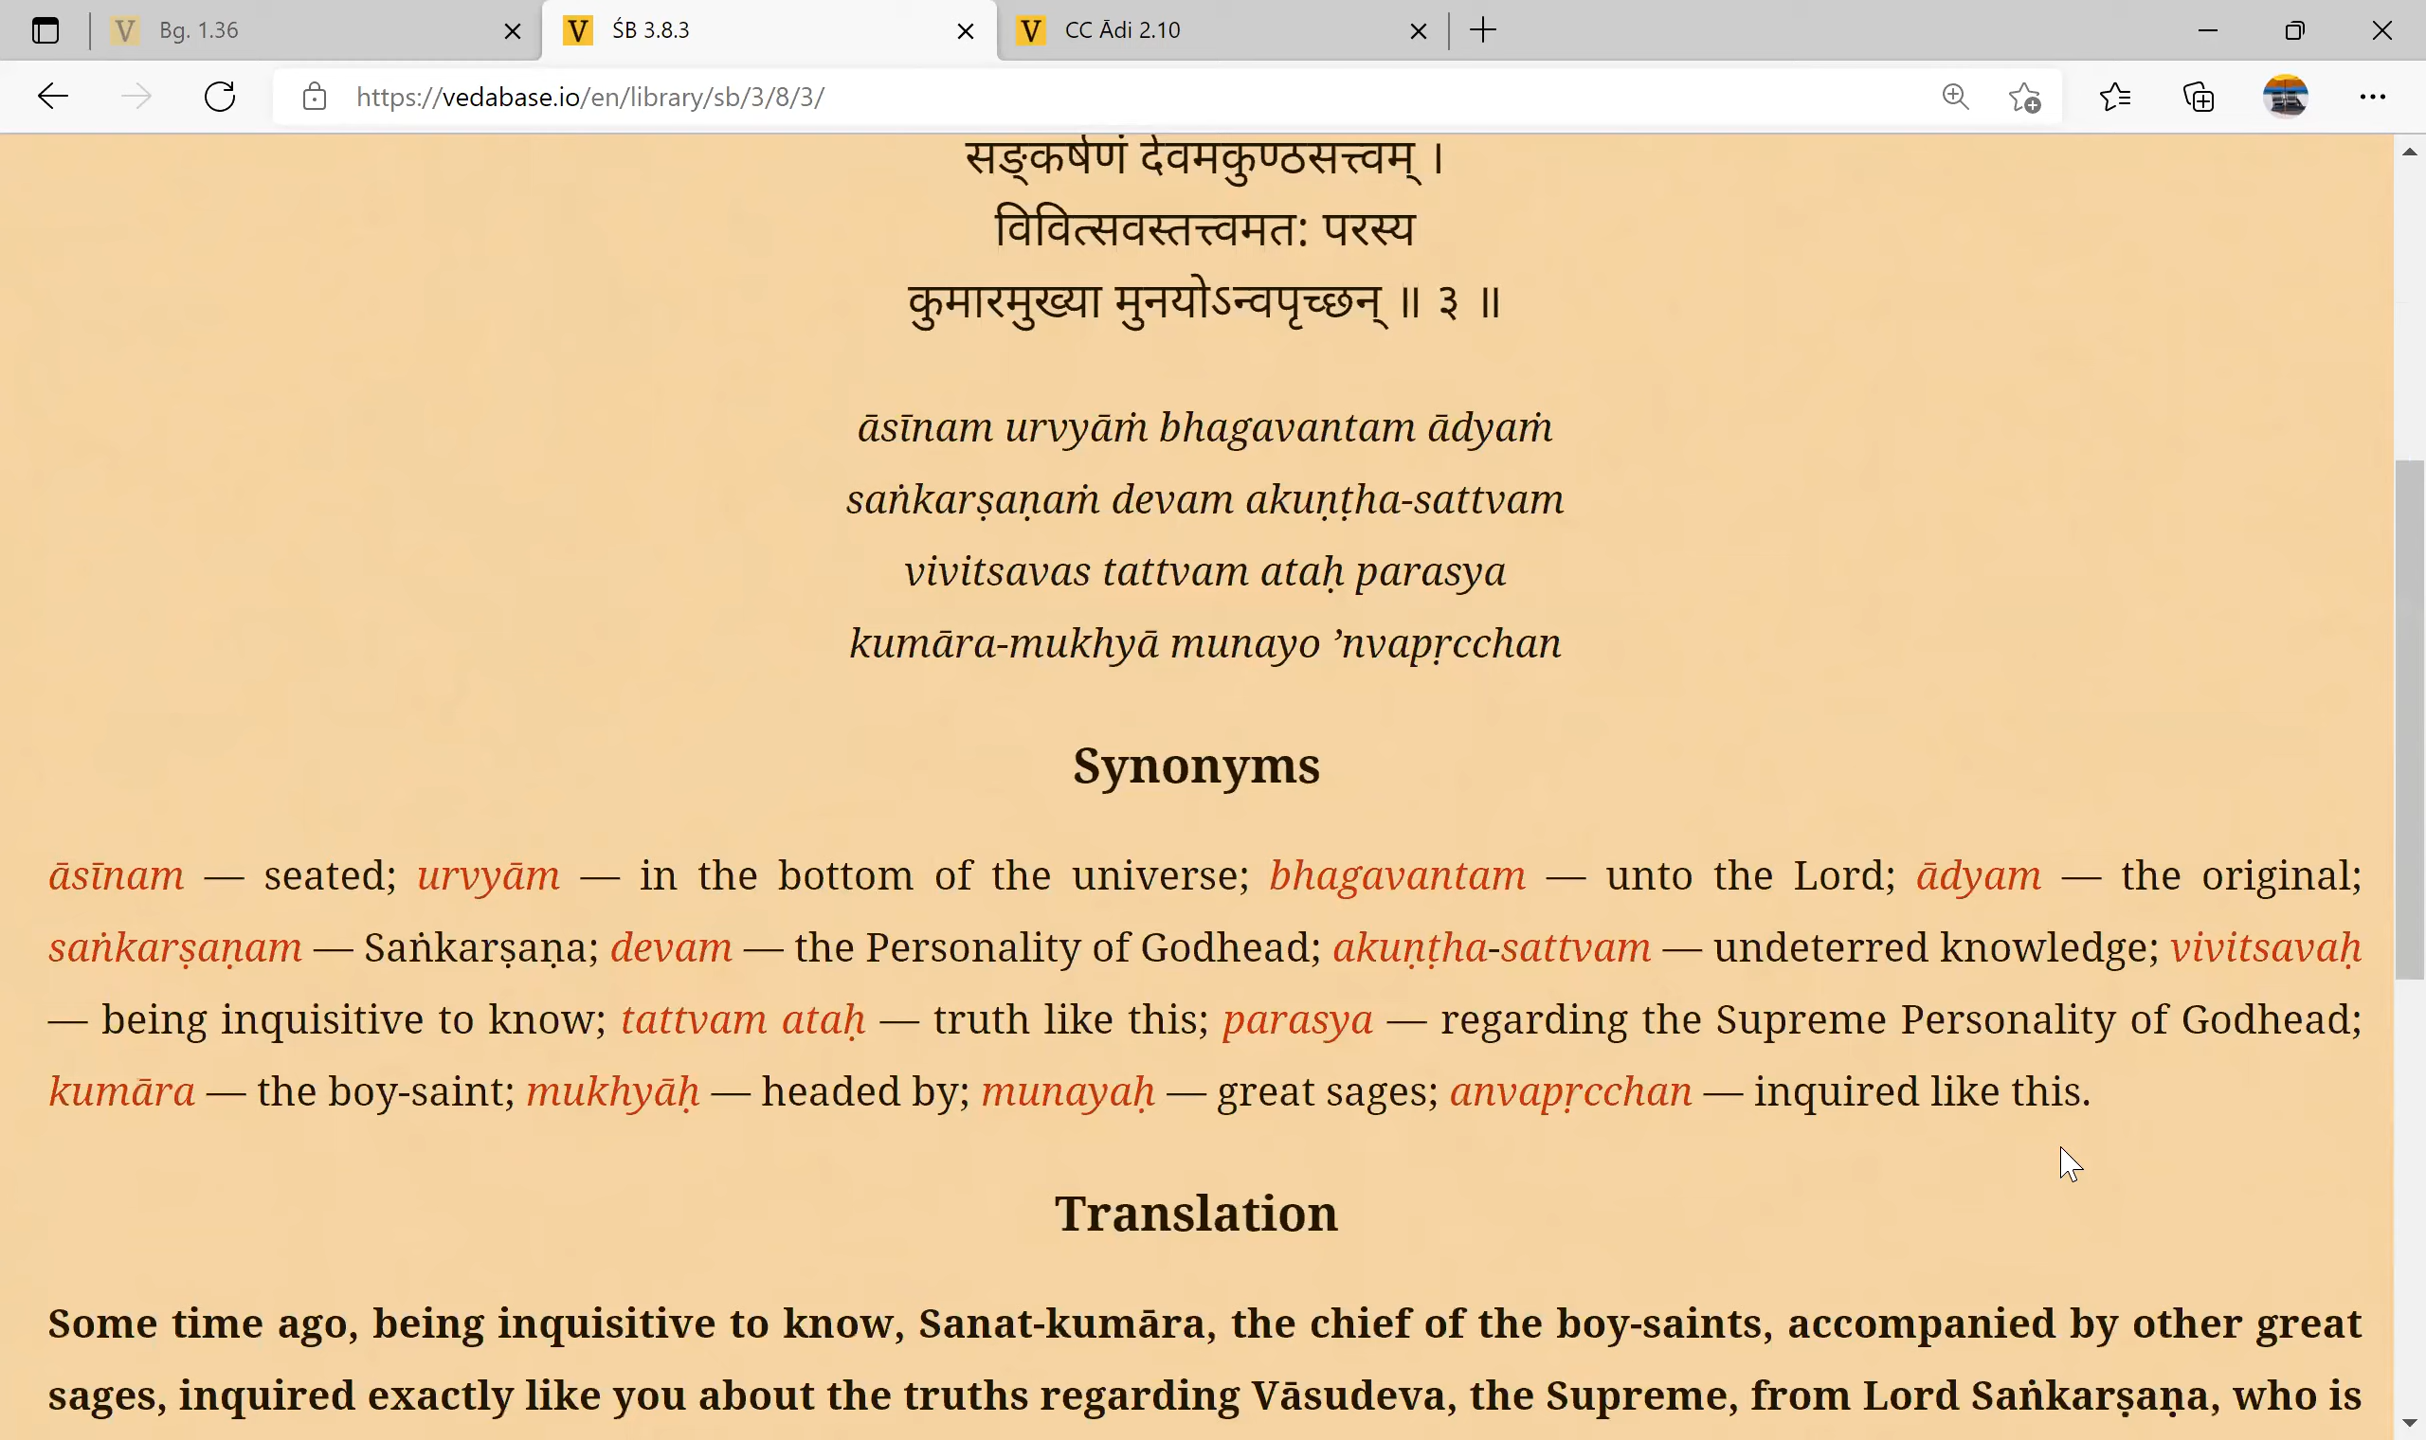 Bg. 1.36
ŚB 3.8.3
CC Ādi 2.10
https://vedabase.io/en/library/sb/3/8/3/
सङ्कर्षणं देवमकुण्ठसत्त्वम् ।
विवित्सवस्तत्त्वमत: परस्य
कुमारमुख्या मुनयोऽन्वपृच्छन् ॥ ३ ॥
āsīnam urvyāṁ bhagavantam ādyaṁ
saṅkarṣaṇaṁ devam akuṇṭha-sattvam
vivitsavas tattvam ataḥ parasya
kumāra-mukhyā munayo ’nvapṛcchan
Synonyms
āsīnam — seated; urvyām — in the bottom of the universe; bhagavantam — unto the Lord; ādyam — the original;
saṅkarṣaṇam — Saṅkarṣaṇa; devam — the Personality of Godhead; akuṇṭha-sattvam — undeterred knowledge; vivitsavaḥ
— being inquisitive to know; tattvam ataḥ — truth like this; parasya — regarding the Supreme Personality of Godhead;
kumāra — the boy-saint; mukhyāḥ — headed by; munayaḥ — great sages; anvapṛcchan — inquired like this.
Translation
Some time ago, being inquisitive to know, Sanat-kumāra, the chief of the boy-saints, accompanied by other great
sages, inquired exactly like you about the truths regarding Vāsudeva, the Supreme, from Lord Saṅkarṣaṇa, who is